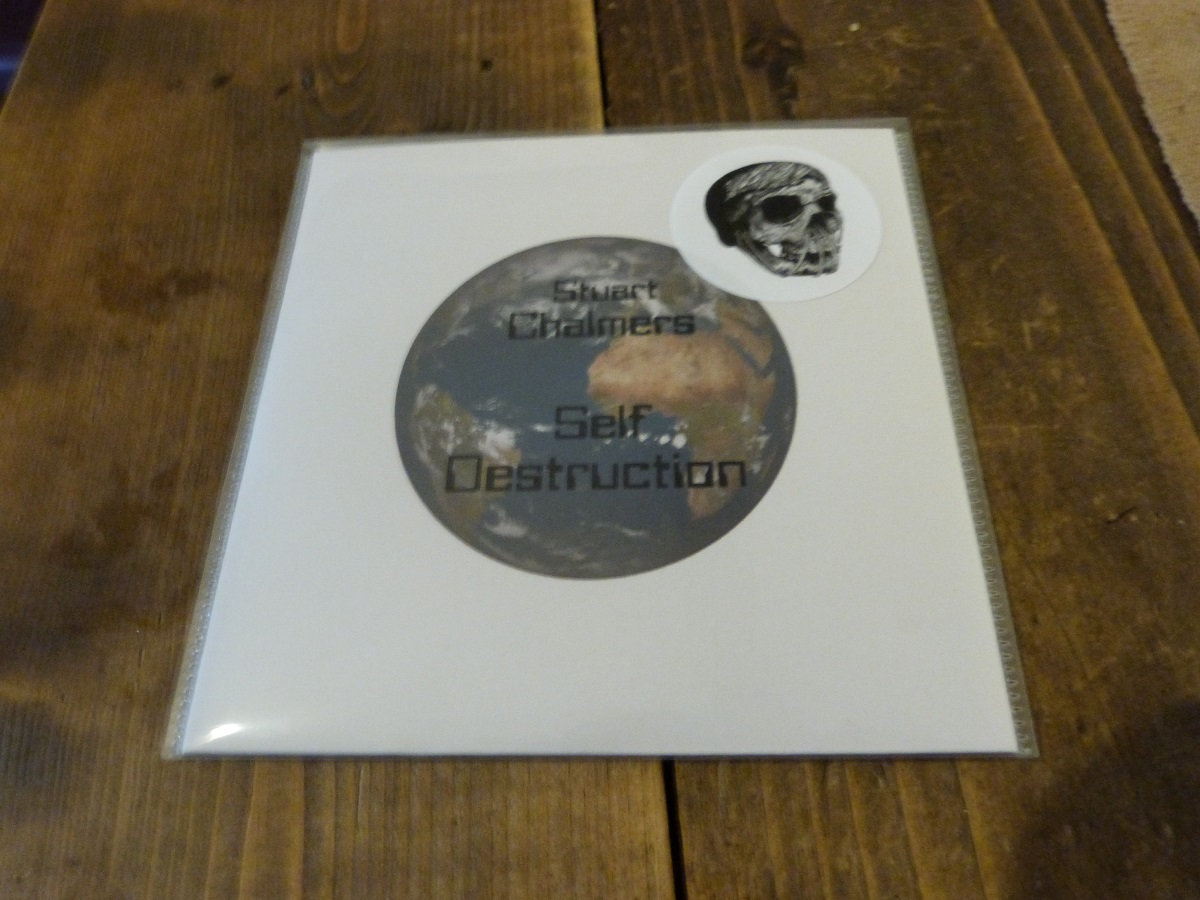 Stuart
Chalmers
Self
Destruction